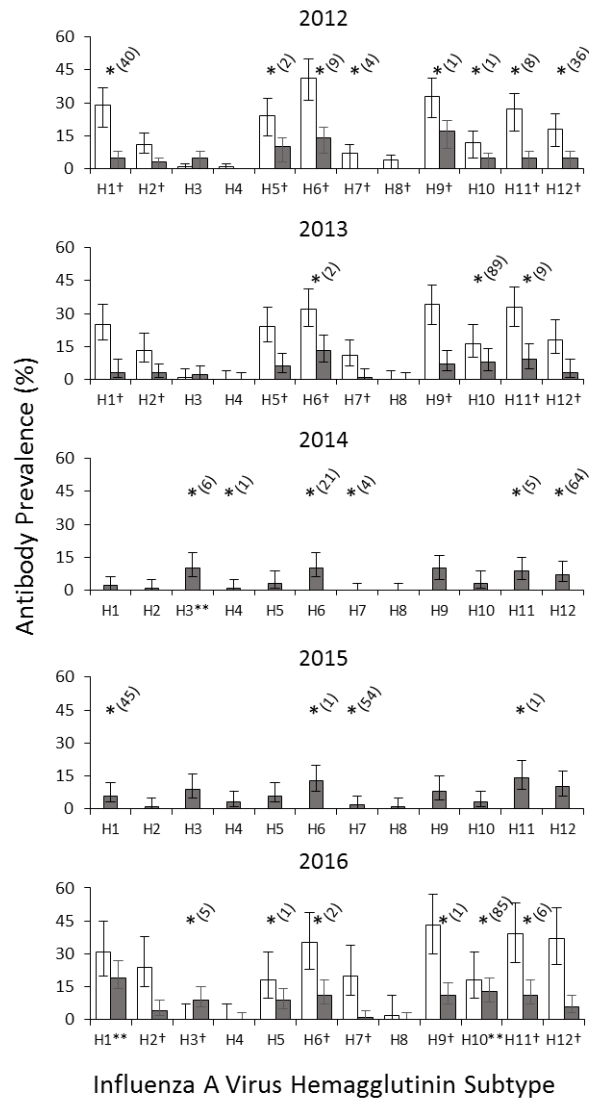 2012
60
45
30
15
0
*(40) *(2) *(9) *(4) *(1) *(1) *(8) *(36)
H1† H2† H3 H4 H5† H6† H7† H8† H9† H10 H11† H12†
2013
60
45
30
15
0
*(2) *(89) *(9)
H1† H2† H3 H4 H5† H6† H7† H8 H9† H10 H11† H12†
2014
60
45
30
15
0
*(6) *(1) *(21) *(4) *(5) *(64)
H1 H2 H3** H4 H5 H6 H7 H8 H9 H10 H11 H12
2015
60
45
30
15
0
*(45) *(1) *(54) *(1)
H1 H2 H3 H4 H5 H6 H7 H8 H9 H10 H11 H12
2016
60
45
30
15
0
*(5) *(1) *(2) *(1) *(85) *(6)
H1** H2† H3† H4 H5 H6† H7† H8 H9† H10** H11† H12†
Antibody Prevalence (%)
Influenza A Virus Hemagglutinin Subtype